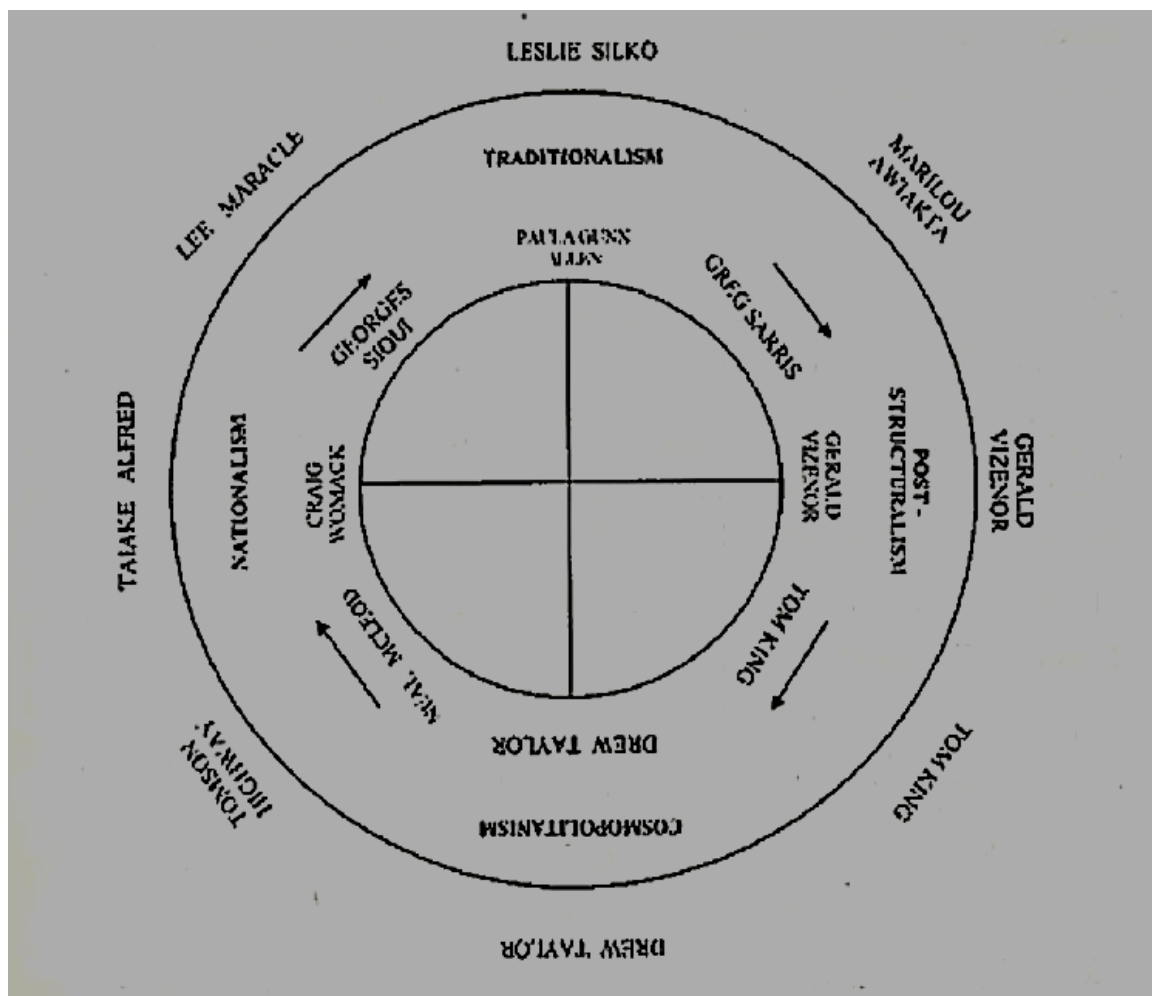 LESLIE SILKO
MARILOU
AWIAKTA
GERALD
VIZENOR
TOM KING
DREW TAYLOR
TOMSON
HIGHWAY
TAIAKE ALFRED
LEE MARACLE
TRADITIONALISM
POST-
STRUCTURALISM
COSMOPOLITANISM
NATIONALISM
PAULA GUNN
ALLEN
GREG SARRIS
GERALD
VIZENOR
TOM KING
DREW TAYLOR
NEAL MCLEOD
CRAIG
WOMACK
GEORGES
SIOUI